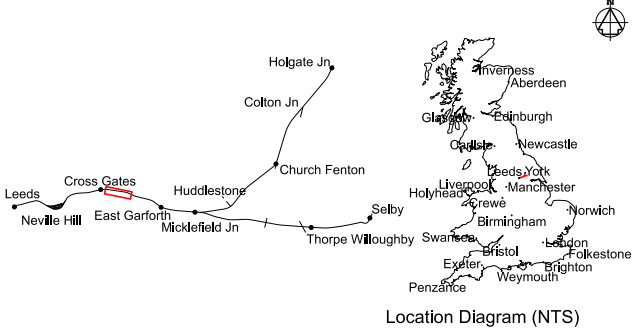 N
Holgate Jn
Colton Jn
Church Fenton
Cross Gates
Huddlestone
Leeds
Neville Hill
East Garforth
Micklefield Jn
Selby
Thorpe Willoughby
Inverness
Aberdeen
Glasgow
Edinburgh
Carlisle
Newcastle
Leeds
York
Liverpool
Manchester
Holyhead
Crewe
Norwich
Birmingham
Swansea
London
Bristol
Folkestone
Exeter
Brighton
Weymouth
Penzance
Location Diagram (NTS)